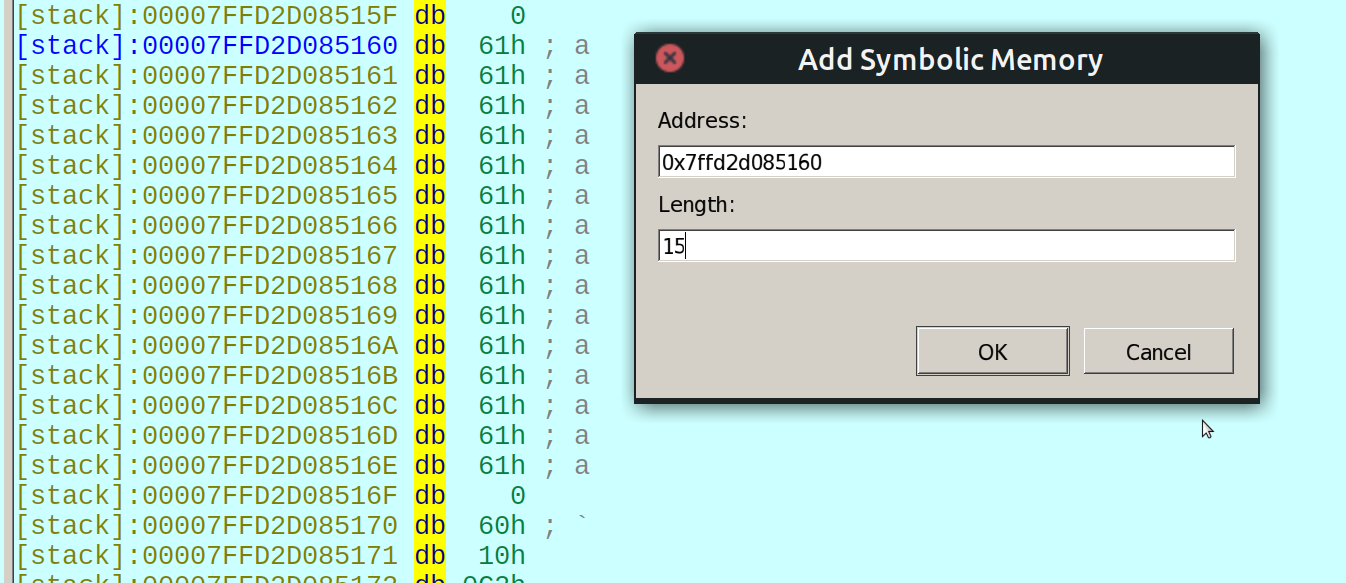 [stack]:00007FFD2D08515F db 0
[stack]:00007FFD2D085160 db 61h ; a
[stack]:00007FFD2D085161 db 61h ; a
[stack]:00007FFD2D085162 db 61h ; a
[stack]:00007FFD2D085163 db 61h ; a
[stack]:00007FFD2D085164 db 61h ; a
[stack]:00007FFD2D085165 db 61h ; a
[stack]:00007FFD2D085166 db 61h ; a
[stack]:00007FFD2D085167 db 61h ; a
[stack]:00007FFD2D085168 db 61h ; a
[stack]:00007FFD2D085169 db 61h ; a
[stack]:00007FFD2D08516A db 61h ; a
[stack]:00007FFD2D08516B db 61h ; a
[stack]:00007FFD2D08516C db 61h ; a
[stack]:00007FFD2D08516D db 61h ; a
[stack]:00007FFD2D08516E db 61h ; a
[stack]:00007FFD2D08516F db 0
[stack]:00007FFD2D085170 db 60h ; `
[stack]:00007FFD2D085171 db 10h
Add Symbolic Memory
Address:
0x7ffd2d085160
Length:
15
OK
Cancel